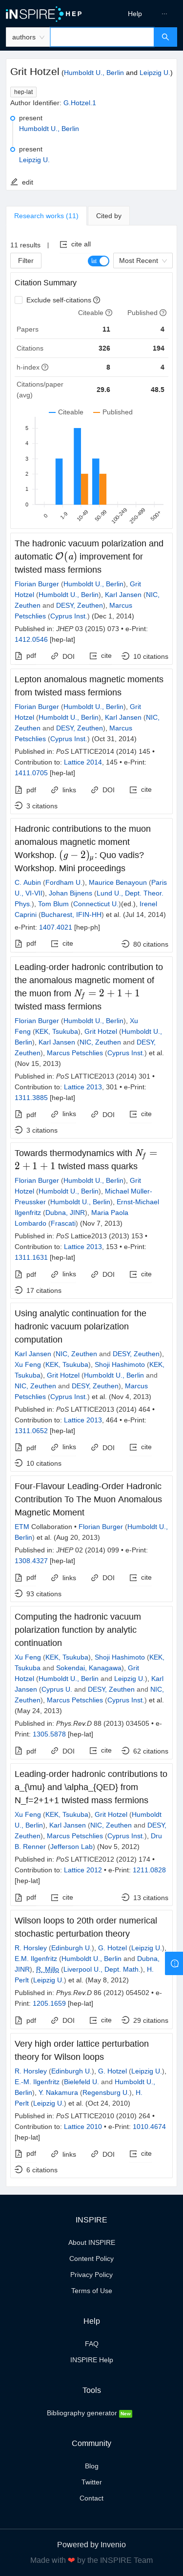 iNSPIRE HEP
Help
...
authors
Grit Hotzel (Humboldt U., Berlin and Leipzig U.)
hep-lat
Author Identifier: G.Hotzel.1
present
Humboldt U., Berlin
present
Leipzig U.
edit
Research works (11)
Cited by
11 results | cite all
Filter
Most Recent
Citation Summary
Exclude self-citations
Citeable Published
Papers 11 4
Citations 326 194
h-index 8 4
Citations/paper (avg) 29.6 48.5
Citeable Published
5
4
3
2
1
0
0 1-9 10-49 50-99 100-249 250-499 500+
The hadronic vacuum polarization and
automatic O(a) improvement for
twisted mass fermions
Florian Burger (Humboldt U., Berlin), Grit
Hotzel (Humboldt U., Berlin), Karl Jansen (NIC,
Zeuthen and DESY, Zeuthen), Marcus
Petschlies (Cyprus Inst.) (Dec 1, 2014)
Published in: JHEP 03 (2015) 073 • e-Print:
1412.0546 [hep-lat]
pdf DOI cite 10 citations
Lepton anomalous magnetic moments
from twisted mass fermions
Florian Burger (Humboldt U., Berlin), Grit
Hotzel (Humboldt U., Berlin), Karl Jansen (NIC,
Zeuthen and DESY, Zeuthen), Marcus
Petschlies (Cyprus Inst.) (Oct 31, 2014)
Published in: PoS LATTICE2014 (2014) 145 •
Contribution to: Lattice 2014, 145 • e-Print:
1411.0705 [hep-lat]
pdf links DOI cite
3 citations
Hadronic contributions to the muon
anomalous magnetic moment
Workshop. (g − 2)μ: Quo vadis?
Workshop. Mini proceedings
C. Aubin (Fordham U.), Maurice Benayoun (Paris
U., VI-VII), Johan Bijnens (Lund U., Dept. Theor.
Phys.), Tom Blum (Connecticut U.)(ed.), Irenel
Caprini (Bucharest, IFIN-HH) et al. (Jul 14, 2014)
e-Print: 1407.4021 [hep-ph]
pdf cite 80 citations
Leading-order hadronic contribution to
the anomalous magnetic moment of
the muon from Nf = 2 + 1 + 1
twisted mass fermions
Florian Burger (Humboldt U., Berlin), Xu
Feng (KEK, Tsukuba), Grit Hotzel (Humboldt U.,
Berlin), Karl Jansen (NIC, Zeuthen and DESY,
Zeuthen), Marcus Petschlies (Cyprus Inst.) et al.
(Nov 15, 2013)
Published in: PoS LATTICE2013 (2014) 301 •
Contribution to: Lattice 2013, 301 • e-Print:
1311.3885 [hep-lat]
pdf links DOI cite
3 citations
Towards thermodynamics with Nf =
2 + 1 + 1 twisted mass quarks
Florian Burger (Humboldt U., Berlin), Grit
Hotzel (Humboldt U., Berlin), Michael Müller-
Preussker (Humboldt U., Berlin), Ernst-Michael
Ilgenfritz (Dubna, JINR), Maria Paola
Lombardo (Frascati) (Nov 7, 2013)
Published in: PoS Lattice2013 (2013) 153 •
Contribution to: Lattice 2013, 153 • e-Print:
1311.1631 [hep-lat]
pdf links DOI cite
17 citations
Using analytic continuation for the
hadronic vacuum polarization
computation
Karl Jansen (NIC, Zeuthen and DESY, Zeuthen),
Xu Feng (KEK, Tsukuba), Shoji Hashimoto (KEK,
Tsukuba), Grit Hotzel (Humboldt U., Berlin and
NIC, Zeuthen and DESY, Zeuthen), Marcus
Petschlies (Cyprus Inst.) et al. (Nov 4, 2013)
Published in: PoS LATTICE2013 (2014) 464 •
Contribution to: Lattice 2013, 464 • e-Print:
1311.0652 [hep-lat]
pdf links DOI cite
10 citations
Four-Flavour Leading-Order Hadronic
Contribution To The Muon Anomalous
Magnetic Moment
ETM Collaboration • Florian Burger (Humboldt U.,
Berlin) et al. (Aug 20, 2013)
Published in: JHEP 02 (2014) 099 • e-Print:
1308.4327 [hep-lat]
pdf links DOI cite
93 citations
Computing the hadronic vacuum
polarization function by analytic
continuation
Xu Feng (KEK, Tsukuba), Shoji Hashimoto (KEK,
Tsukuba and Sokendai, Kanagawa), Grit
Hotzel (Humboldt U., Berlin and Leipzig U.), Karl
Jansen (Cyprus U. and DESY, Zeuthen and NIC,
Zeuthen), Marcus Petschlies (Cyprus Inst.) et al.
(May 24, 2013)
Published in: Phys.Rev.D 88 (2013) 034505 • e-
Print: 1305.5878 [hep-lat]
pdf DOI cite 62 citations
Leading-order hadronic contributions to
a_{\mu} and \alpha_{QED} from
N_f=2+1+1 twisted mass fermions
Xu Feng (KEK, Tsukuba), Grit Hotzel (Humboldt
U., Berlin), Karl Jansen (NIC, Zeuthen and DESY,
Zeuthen), Marcus Petschlies (Cyprus Inst.), Dru
B. Renner (Jefferson Lab) (Nov 5, 2012)
Published in: PoS LATTICE2012 (2012) 174 •
Contribution to: Lattice 2012 • e-Print: 1211.0828
[hep-lat]
pdf cite 13 citations
Wilson loops to 20th order numerical
stochastic perturbation theory
R. Horsley (Edinburgh U.), G. Hotzel (Leipzig U.),
E.M. Ilgenfritz (Humboldt U., Berlin and Dubna,
JINR), R. Millo (Liverpool U., Dept. Math.), H.
Perlt (Leipzig U.) et al. (May 8, 2012)
Published in: Phys.Rev.D 86 (2012) 054502 • e-
Print: 1205.1659 [hep-lat]
pdf DOI cite 29 citations
Very high order lattice perturbation
theory for Wilson loops
R. Horsley (Edinburgh U.), G. Hotzel (Leipzig U.),
E.-M. Ilgenfritz (Bielefeld U. and Humboldt U.,
Berlin), Y. Nakamura (Regensburg U.), H.
Perlt (Leipzig U.) et al. (Oct 2010)
Published in: PoS LATTICE2010 (2010) 264 •
Contribution to: Lattice 2010 • e-Print: 1010.4674
[hep-lat]
pdf links DOI cite
6 citations
INSPIRE
About INSPIRE
Content Policy
Privacy Policy
Terms of Use
Help
FAQ
INSPIRE Help
Tools
Bibliography generator New
Community
Blog
Twitter
Contact
Powered by Invenio
Made with ❤ by the INSPIRE Team